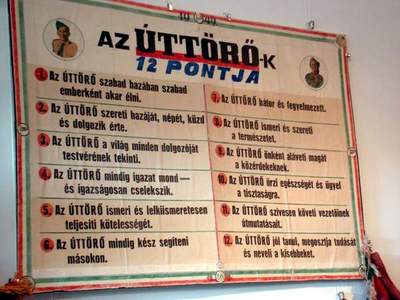 AZ ÚTTÖRŐ-K
12 PONTJA
1. Az ÚTTÖRŐ szabad hazában szabad
emberként akar élni.
2. Az ÚTTÖRŐ szereti hazáját, népét, küzd
és dolgozik érte.
3. Az ÚTTÖRŐ a világ minden dolgozóját
testvérének tekinti.
4. Az ÚTTÖRŐ mindig igazat mond—
és igazságosan cselekszik.
5. Az ÚTTÖRŐ ismeri és lelkiismeretesen
teljesíti kötelességét.
6. Az ÚTTÖRŐ mindig kész segíteni
másokon.
7. Az ÚTTÖRŐ bátor és fegyelmezett.
8. Az ÚTTÖRŐ ismeri és szereti
a természetet.
9. Az ÚTTÖRŐ önként aláveti magát
a közérdekeknek.
10. Az ÚTTÖRŐ őrzi egészségét és ügyel
a tisztaságra.
11. Az ÚTTÖRŐ szívesen követi vezetőinek
útmutatásait.
12. Az ÚTTÖRŐ jól tanul, megosztja tudását
és neveli a kisebbeket.